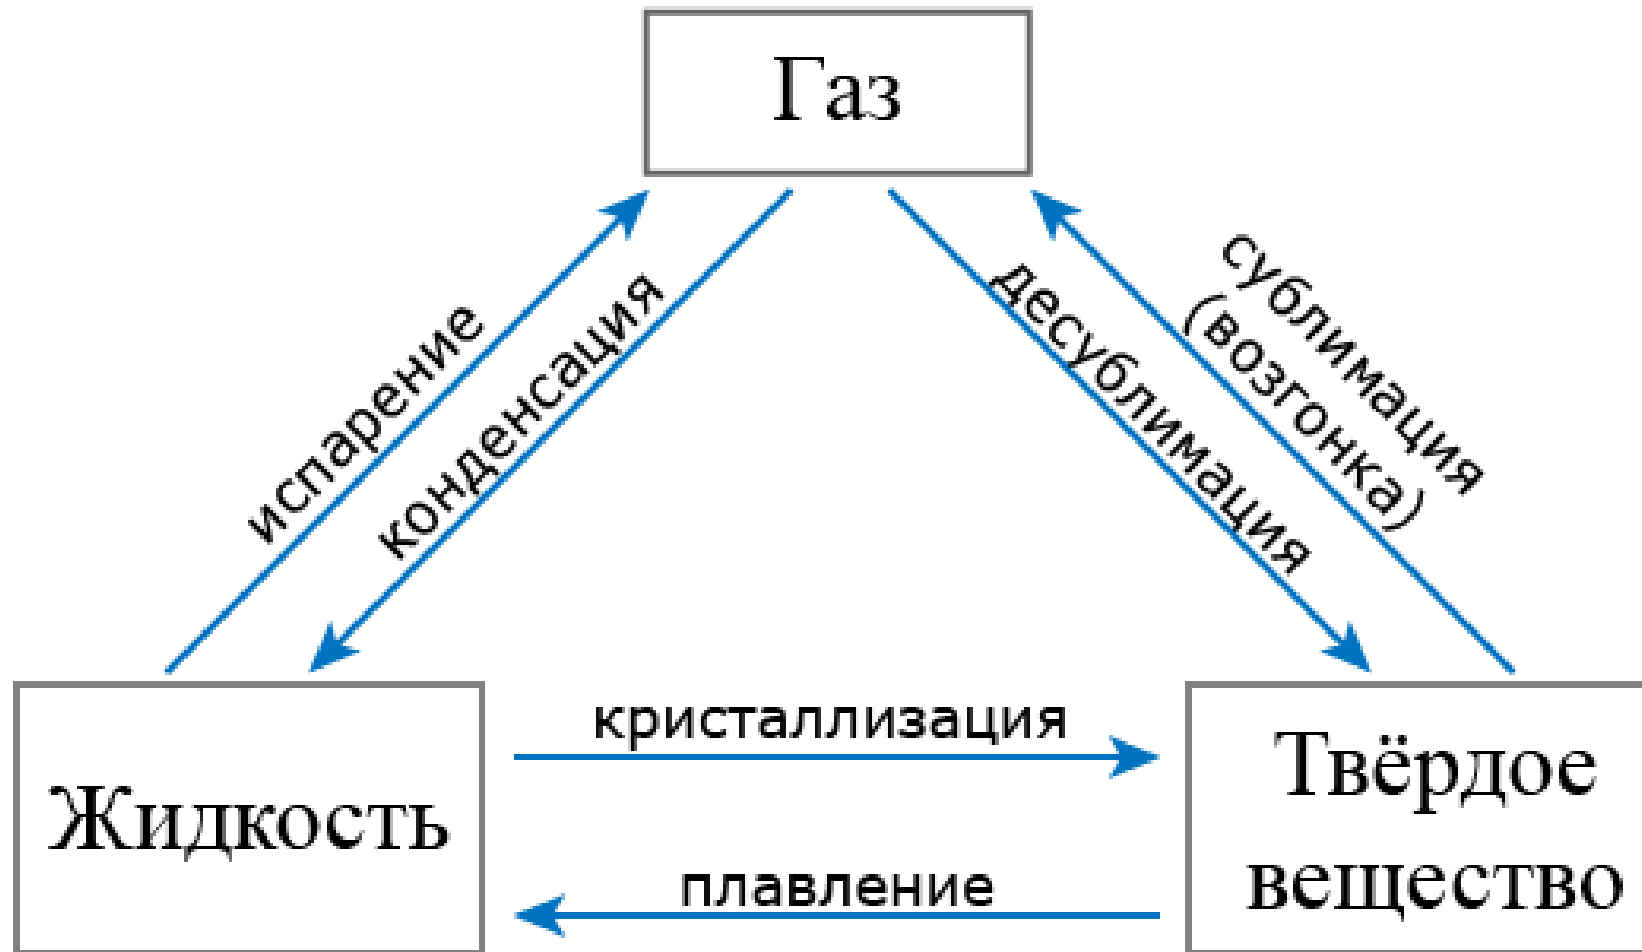 Газ
испарение
конденсация
десублимация
сублимация
(возгонка)
кристаллизация
Жидкость
Твёрдое
вещество
плавление